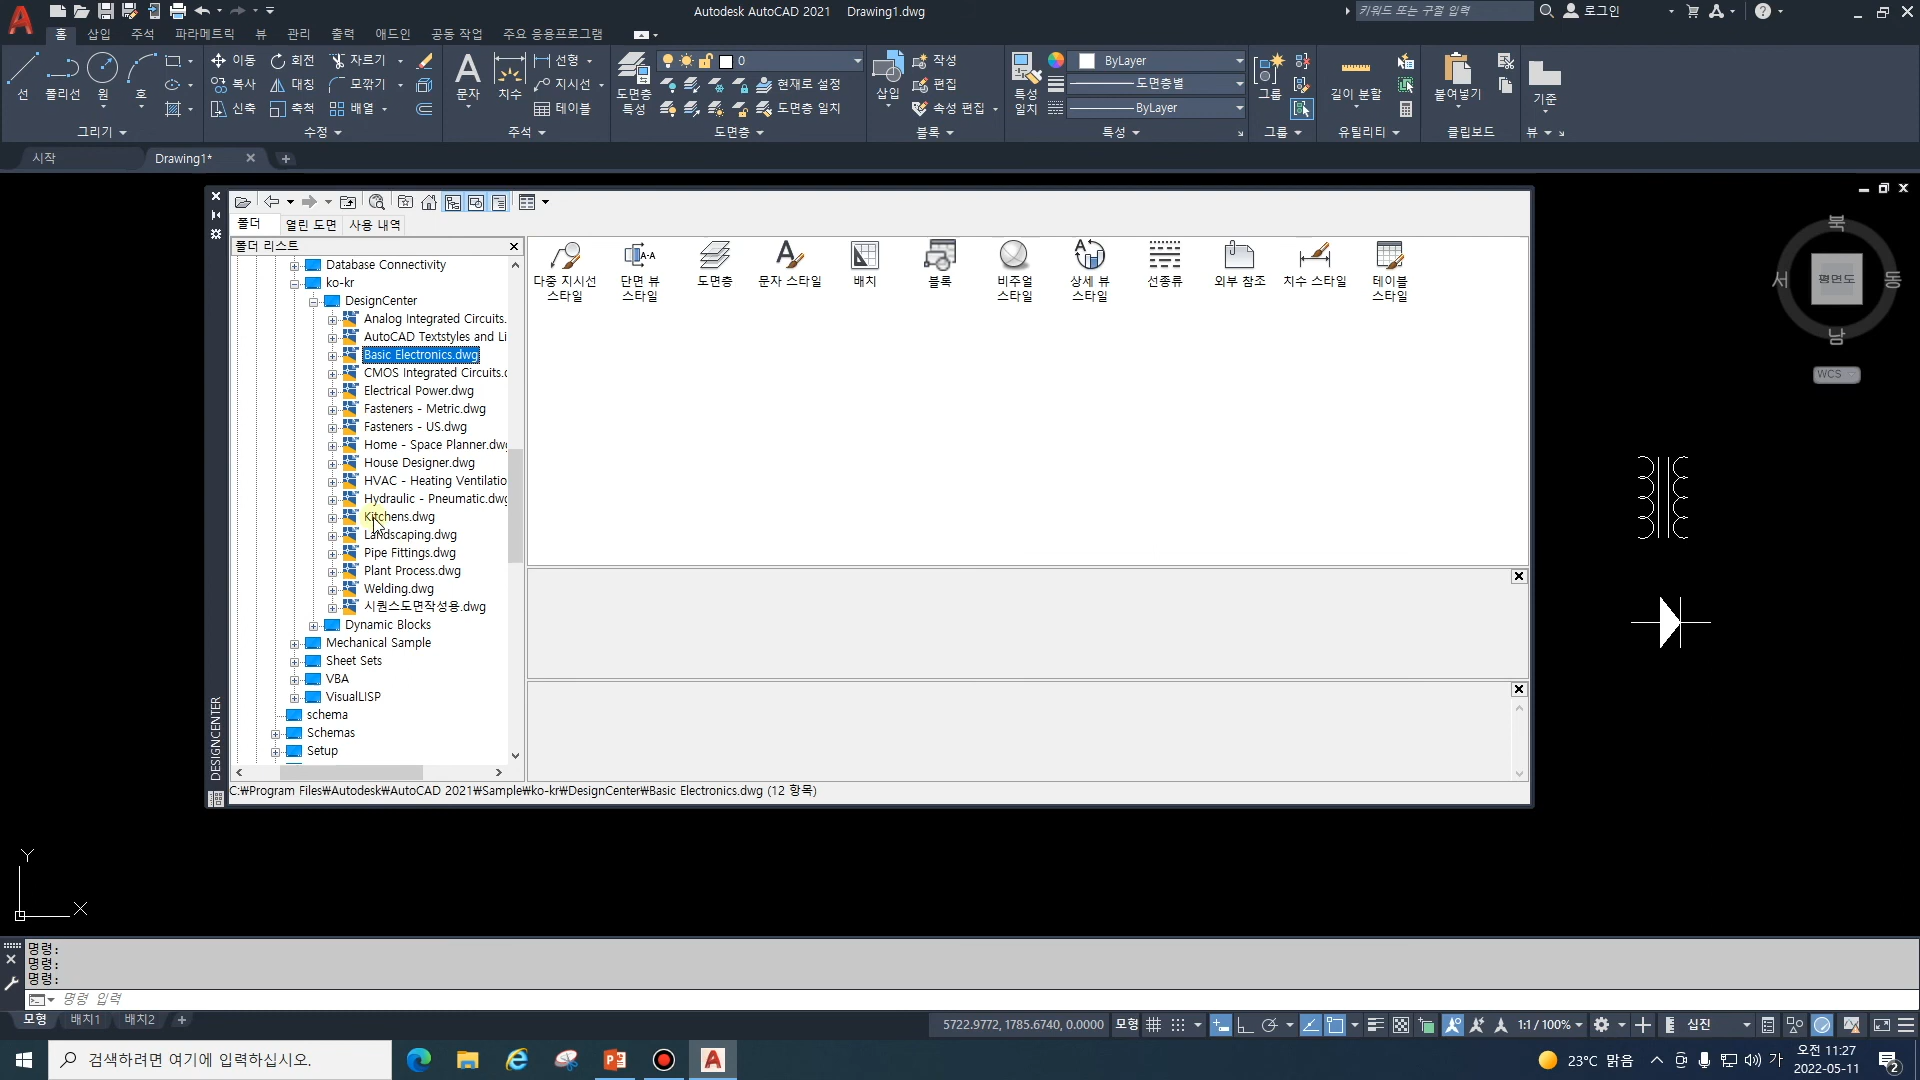 Autodesk AutoCAD 2021 Drawing1.dwg
키워드 또는 구절 입력
로그인
홈 삽입 주석 파라메트릭 뷰 관리 출력 애드인 공동 작업 주요 응용프로그램
선 폴리선 원 호
이동 회전 자르기
복사 대칭 모깎기
신축 축척 배열
문자 치수
선형
지시선
테이블
도면층 특성
0
현재로 설정
도면층 일치
삽입
작성
편집
속성 편집
특성 일치
ByLayer
도면층별
ByLayer
그룹
길이 분할
붙여넣기
기준
그리기 수정 주석 도면층 블록 특성 그룹 유틸리티 클립보드 뷰
시작 Drawing1*
폴더 열린 도면 사용 내역
폴더 리스트
Database Connectivity
ko-kr
DesignCenter
Analog Integrated Circuits.
AutoCAD Textstyles and Li
Basic Electronics.dwg
CMOS Integrated Circuits.c
Electrical Power.dwg
Fasteners - Metric.dwg
Fasteners - US.dwg
Home - Space Planner.dwg
House Designer.dwg
HVAC - Heating Ventilatio
Hydraulic - Pneumatic.dwg
Kitchens.dwg
Landscaping.dwg
Pipe Fittings.dwg
Plant Process.dwg
Welding.dwg
시퀀스도면작성용.dwg
Dynamic Blocks
Mechanical Sample
Sheet Sets
VBA
VisualLISP
schema
Schemas
Setup
다중 지시선 스타일
단면 뷰 스타일
도면층
문자 스타일
배치
블록
비주얼 스타일
상세 뷰 스타일
선종류
외부 참조
치수 스타일
테이블 스타일
DESIGNCENTER
C:₩Program Files₩Autodesk₩AutoCAD 2021₩Sample₩ko-kr₩DesignCenter₩Basic Electronics.dwg (12 항목)
북
서 평면도 동
남
WCS
Y
X
명령:
명령:
명령:
명령 입력
모형 배치1 배치2
5722.9772, 1785.6740, 0.0000 모형
1:1 / 100%
십진
검색하려면 여기에 입력하십시오.
23°C 맑음
가
오전 11:27
2022-05-11
2